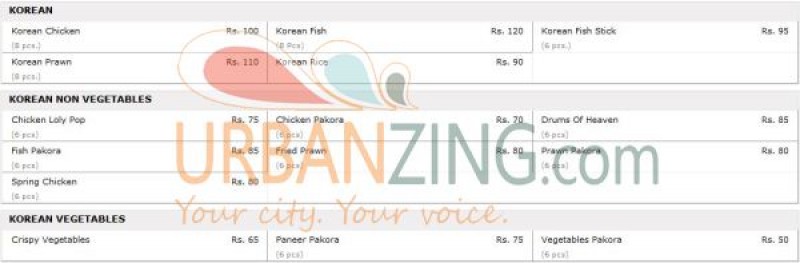 KOREAN
Korean Chicken Rs. 100 Korean Fish Rs. 120 Korean Fish Stick Rs. 95
(8 pcs.) (8 Pcs) (6 pcs.)
Korean Prawn Rs. 110 Korean Rice Rs. 90
(8 pcs.)
KOREAN NON VEGETABLES
Chicken Loly Pop Rs. 75 Chicken Pakora Rs. 70 Drums Of Heaven Rs. 85
(6 pcs) (6 pcs) (6 pcs)
Fish Pakora Rs. 85 Fried Prawn Rs. 80 Prawn Pakora Rs. 80
(6 pcs) (6 pcs) (6 pcs)
Spring Chicken Rs. 80
(6 pcs)
URBANZING.com
Your city. Your voice.
KOREAN VEGETABLES
Crispy Vegetables Rs. 65 Paneer Pakora Rs. 75 Vegetables Pakora Rs. 50
(6 pcs) (6 pcs)